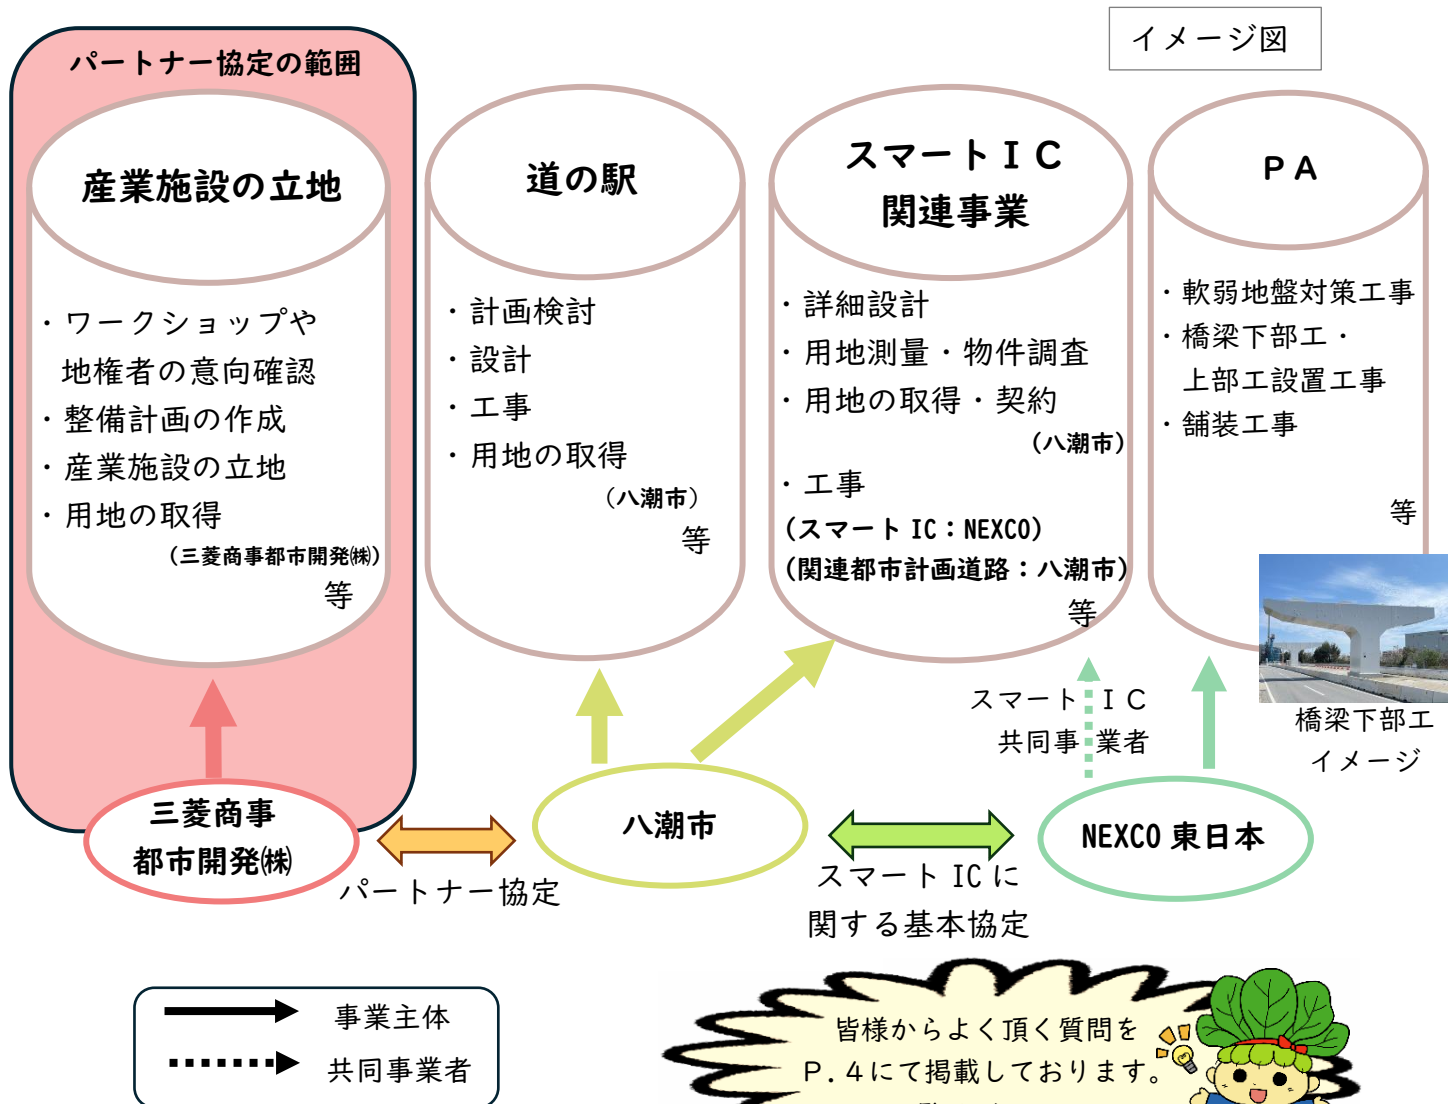 イメージ図
パートナー協定の範囲
産業施設の立地
・ワークショップや
地権者の意向確認
・整備計画の作成
・産業施設の立地
・用地の取得
(三菱商事都市開発㈱)
等
道の駅
・計画検討
・設計
・工事
・用地の取得
(八潮市)
等
スマートＩＣ
関連事業
・詳細設計
・用地測量・物件調査
・用地の取得・契約
(八潮市)
・工事
(スマート IC：NEXCO)
(関連都市計画道路：八潮市)
等
ＰＡ
・軟弱地盤対策工事
・橋梁下部工・
上部工設置工事
・舗装工事
等
橋梁下部工
イメージ
スマートＩＣ
共同事業者
三菱商事
都市開発㈱
パートナー協定
八潮市
スマート IC に
関する基本協定
NEXCO 東日本
事業主体
共同事業者
皆様からよく頂く質問を
Ｐ.４にて掲載しております。